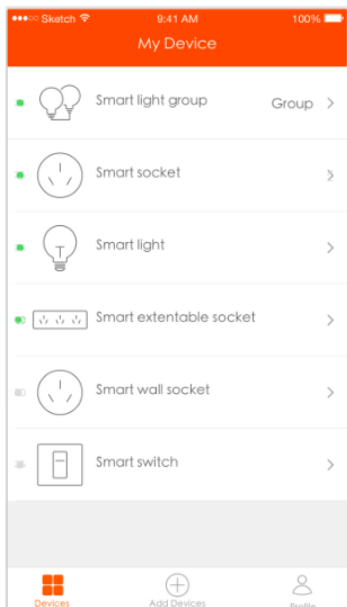 Sketch 9:41 AM 100%
My Device
Smart light group Group
Smart socket
Smart light
Smart extentable socket
Smart wall socket
Smart switch
Devices Add Devices Profile